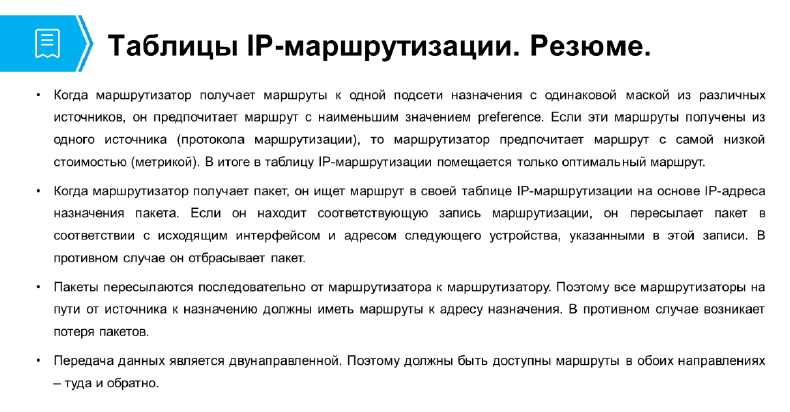 Таблицы IP-маршрутизации. Резюме.
• Когда маршрутизатор получает маршруты к одной подсети назначения с одинаковой маской из различных
источников, он предпочитает маршрут с наименьшим значением preference. Если эти маршруты получены из
одного источника (протокола маршрутизации), то маршрутизатор предпочитает маршрут с самой низкой
стоимостью (метрикой). В итоге в таблицу IP-маршрутизации помещается только оптимальный маршрут.
• Когда маршрутизатор получает пакет, он ищет маршрут в своей таблице IP-маршрутизации на основе IP-адреса
назначения пакета. Если он находит соответствующую запись маршрутизации, он пересылает пакет в
соответствии с исходящим интерфейсом и адресом следующего устройства, указанными в этой записи. В
противном случае он отбрасывает пакет.
• Пакеты пересылаются последовательно от маршрутизатора к маршрутизатору. Поэтому все маршрутизаторы на
пути от источника к назначению должны иметь маршруты к адресу назначения. В противном случае возникает
потеря пакетов.
• Передача данных является двунаправленной. Поэтому должны быть доступны маршруты в обоих направлениях
– туда и обратно.